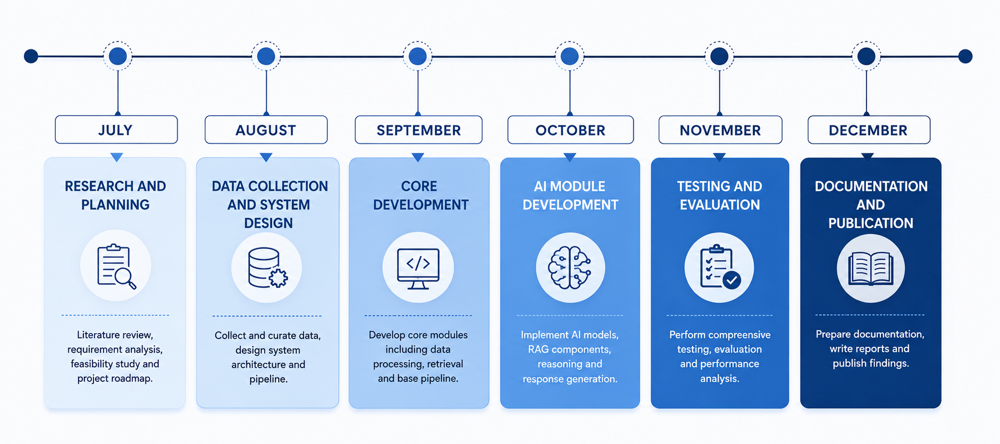 JULY
RESEARCH AND
PLANNING
Literature review,
requirement analysis,
feasibility study and
project roadmap.
AUGUST
DATA COLLECTION
AND SYSTEM
DESIGN
Collect and curate data,
design system
architecture and
pipeline.
SEPTEMBER
CORE
DEVELOPMENT
</>
Develop core modules
including data
processing, retrieval
and base pipeline.
OCTOBER
AI MODULE
DEVELOPMENT
Implement AI models,
RAG components,
reasoning and
response generation.
NOVEMBER
TESTING AND
EVALUATION
Perform compreensive
testing, evaluation
and performance
analysis.
DECEMBER
DOCUMENTATION
AND
PUBLICATION
Prepare documentation,
write reports and
publish findings.